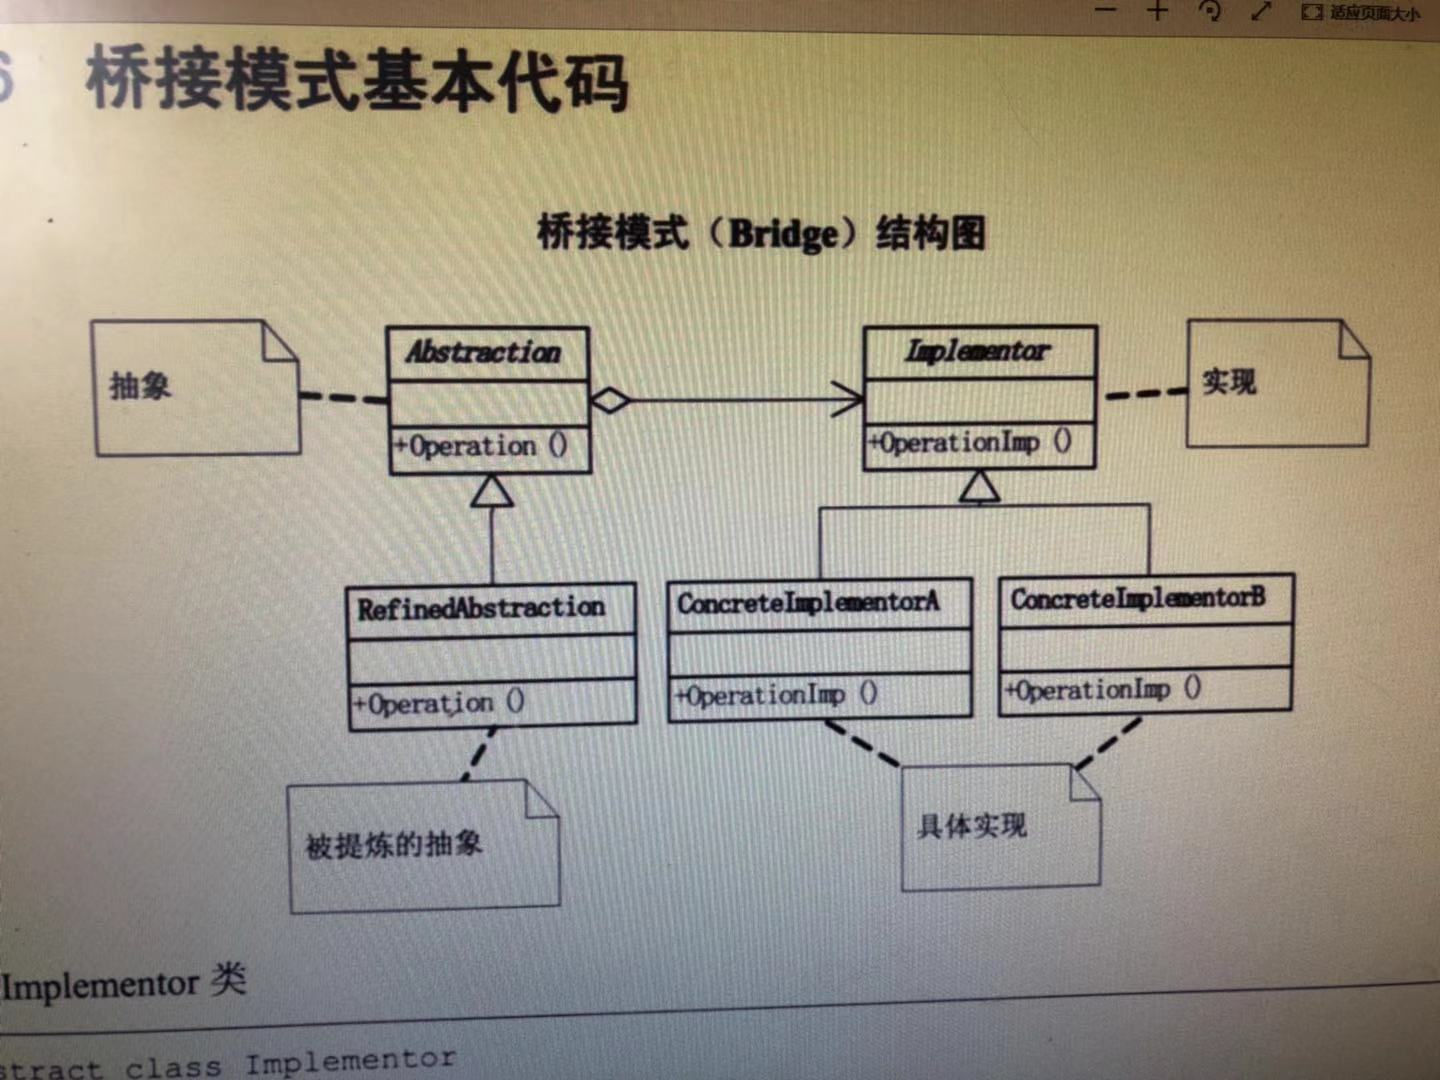 适应页面大小
6 桥接模式基本代码
桥接模式（Bridge）结构图
抽象
Abstraction
+Operation ()
Implementor
+OperationImp ()
实现
RefinedAbstraction
+Operation ()
ConcreteImplementorA
+OperationImp ()
ConcreteImplementorB
+OperationImp ()
被提炼的抽象
具体实现
Implementor 类
stract class Implementor